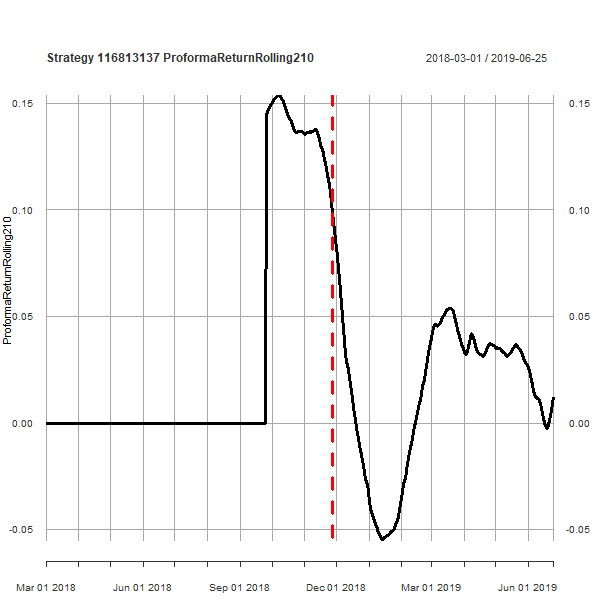 Strategy 116813137 ProformaReturnRolling210
2018-03-01 / 2019-06-25
0.15
0.15
0.10
0.10
0.05
0.05
0.00
0.00
-0.05
-0.05
ProformaReturnRolling210
Mar 01 2018
Jun 01 2018
Sep 01 2018
Dec 01 2018
Mar 01 2019
Jun 01 2019